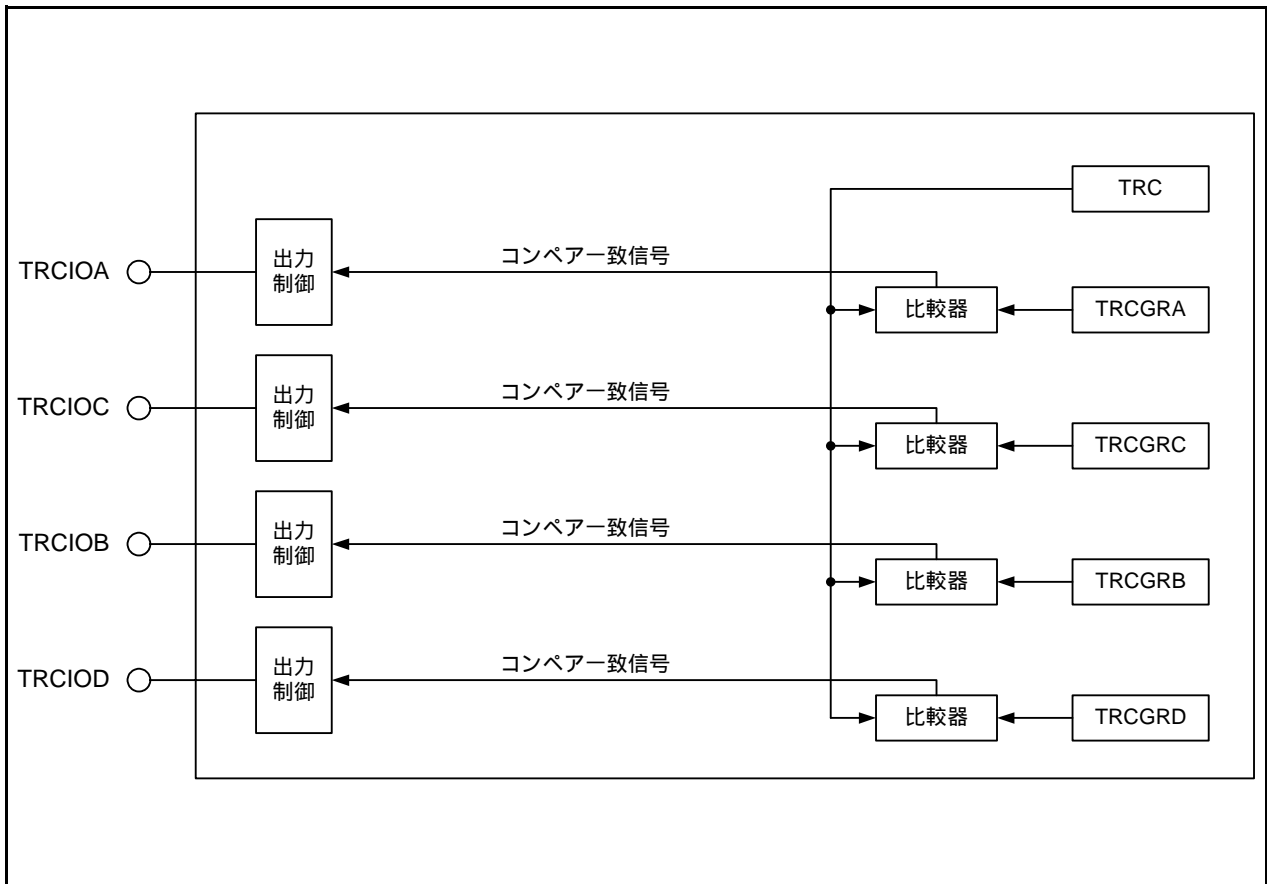 TRC
コンペア一致信号
TRCIOA
出力
制御
比較器
TRCGRA
コンペア一致信号
TRCIOC
出力
制御
比較器
TRCGRC
コンペア一致信号
TRCIOB
出力
制御
比較器
TRCGRB
コンペア一致信号
TRCIOD
出力
制御
比較器
TRCGRD